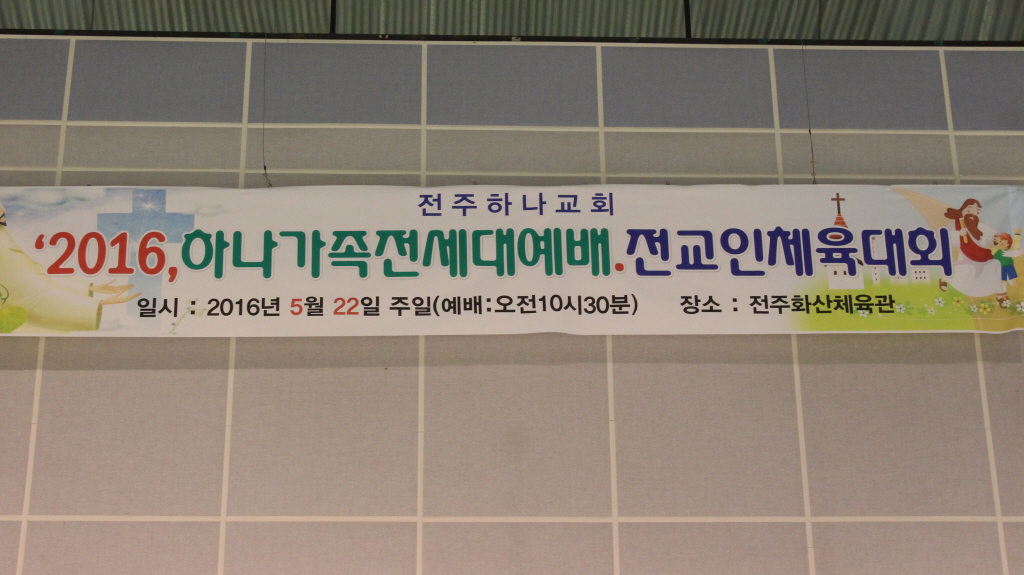 전주하나교회
‘2016,하나가족전세대예배.전교인체육대회
일시 : 2016년 5월 22일 주일(예배:오전10시30분) 장소 : 전주화산체육관